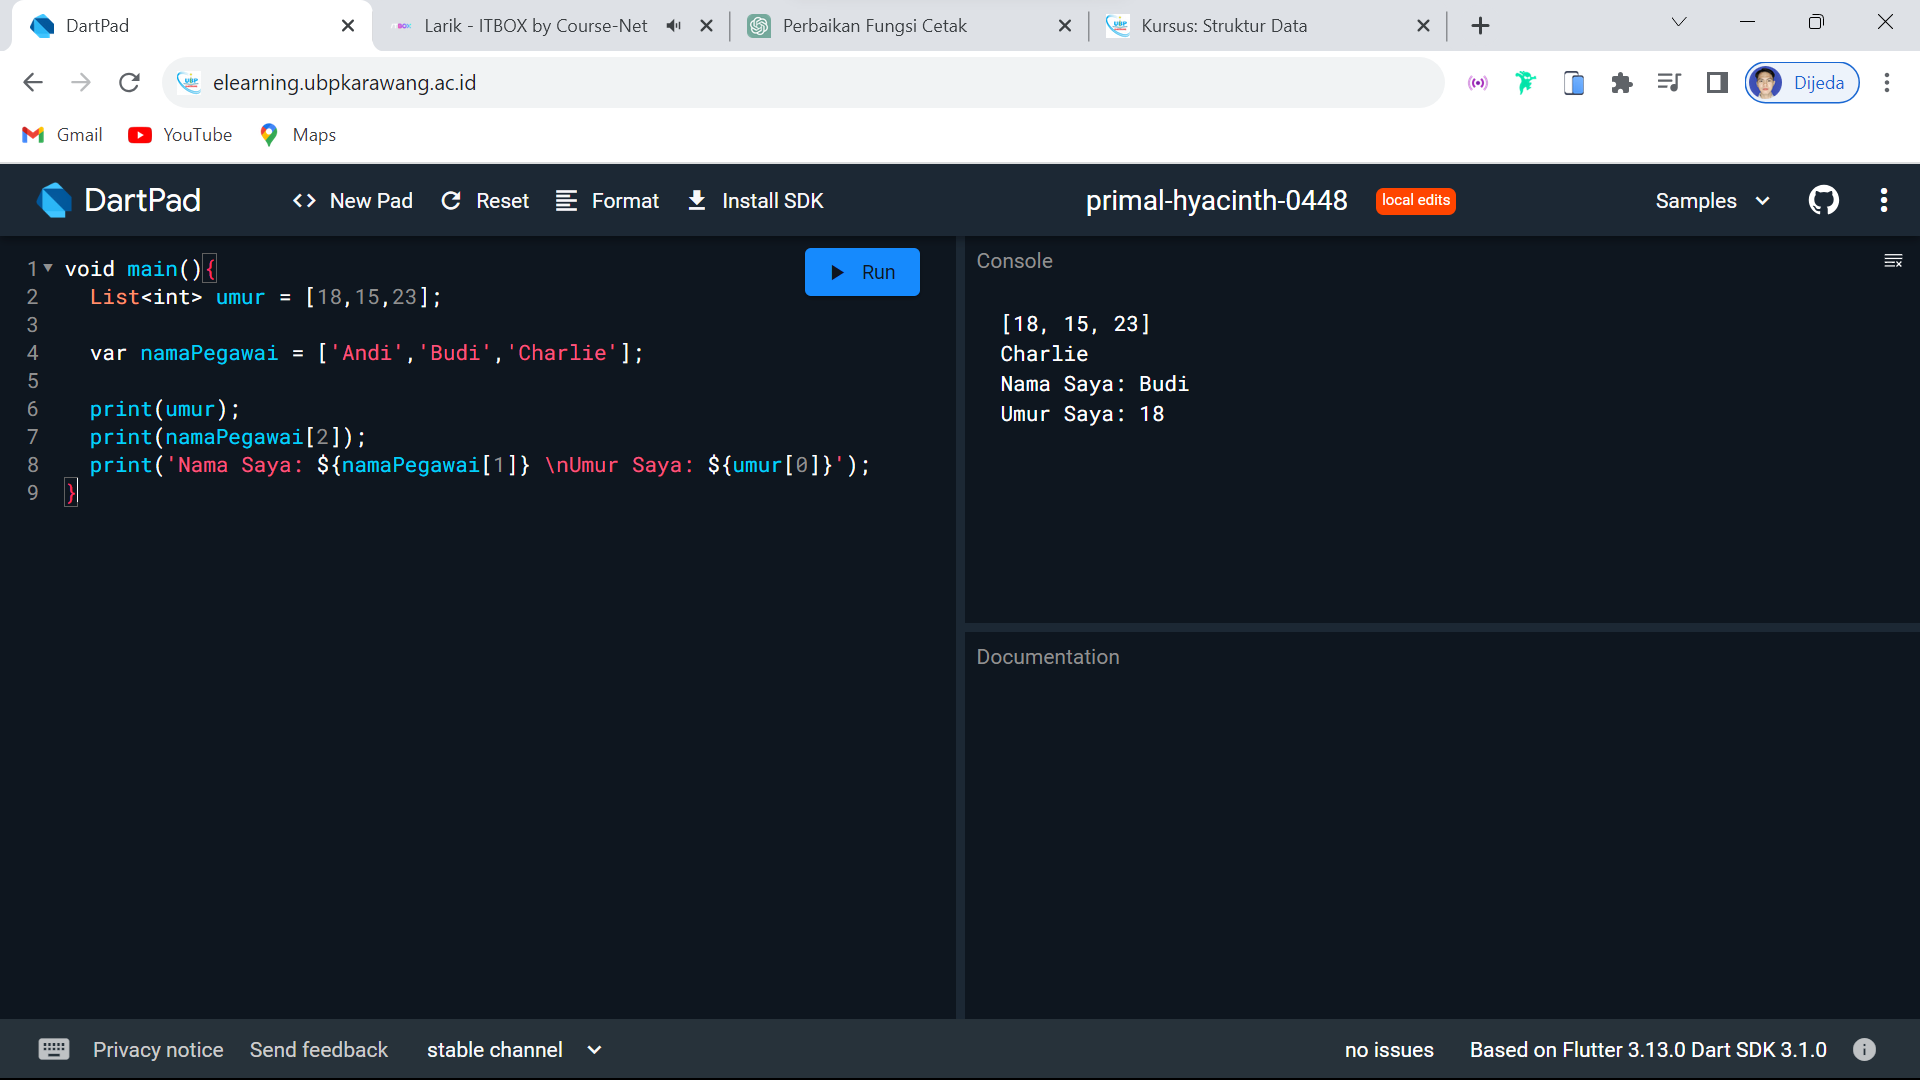 DartPad
Larik - ITBOX by Course-Net
Perbaikan Fungsi Cetak
Kursus: Struktur Data
elearning.ubpkarawang.ac.id
Dijeda
Gmail YouTube Maps
DartPad
<> New Pad Reset Format Install SDK
primal-hyacinth-0448 local edits
Samples
Run
1 void main(){
2 List<int> umur = [18,15,23];
3
4 var namaPegawai = ['Andi','Budi','Charlie'];
5
6 print(umur);
7 print(namaPegawai[2]);
8 print('Nama Saya: ${namaPegawai[1]} \nUmur Saya: ${umur[0]}');
9 }
Console
[18, 15, 23]
Charlie
Nama Saya: Budi
Umur Saya: 18
Documentation
Privacy notice Send feedback stable channel
no issues Based on Flutter 3.13.0 Dart SDK 3.1.0